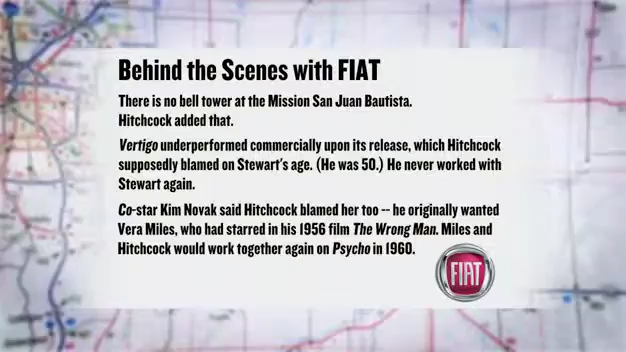 Behind the Scenes with FIAT
There is no bell tower at the Mission San Juan Bautista.
Hitchcock added that.
Vertigo underperformed commercially upon its release, which Hitchcock
supposedly blamed on Stewart's age. (He was 50.) He never worked with
Stewart again.
Co-star Kim Novak said Hitchcock blamed her too -- he originally wanted
Vera Miles, who had starred in his 1956 film The Wrong Man. Miles and
Hitchcock would work together again on Psycho in 1960.
FIAT